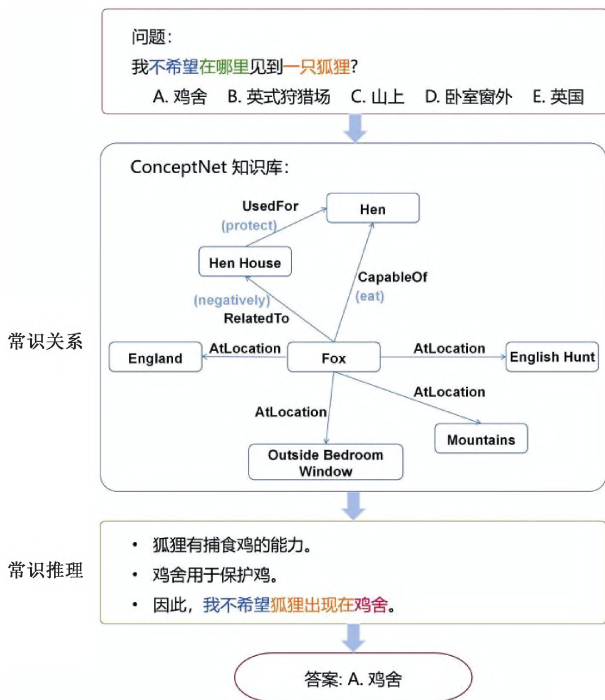 问题：
我不希望在哪里见到一只狐狸?
A. 鸡舍 B. 英式狩猎场 C. 山上 D. 卧室窗外 E. 英国
ConceptNet 知识库：
UsedFor
(protect)
Hen
Hen House
CapableOf
(eat)
(negatively)
RelatedTo
常识关系
England
AtLocation
Fox
AtLocation
English Hunt
AtLocation
AtLocation
Mountains
Outside Bedroom
Window
常识推理
• 狐狸有捕食鸡的能力。
• 鸡舍用于保护鸡。
• 因此，我不希望狐狸出现在鸡舍。
答案: A. 鸡舍